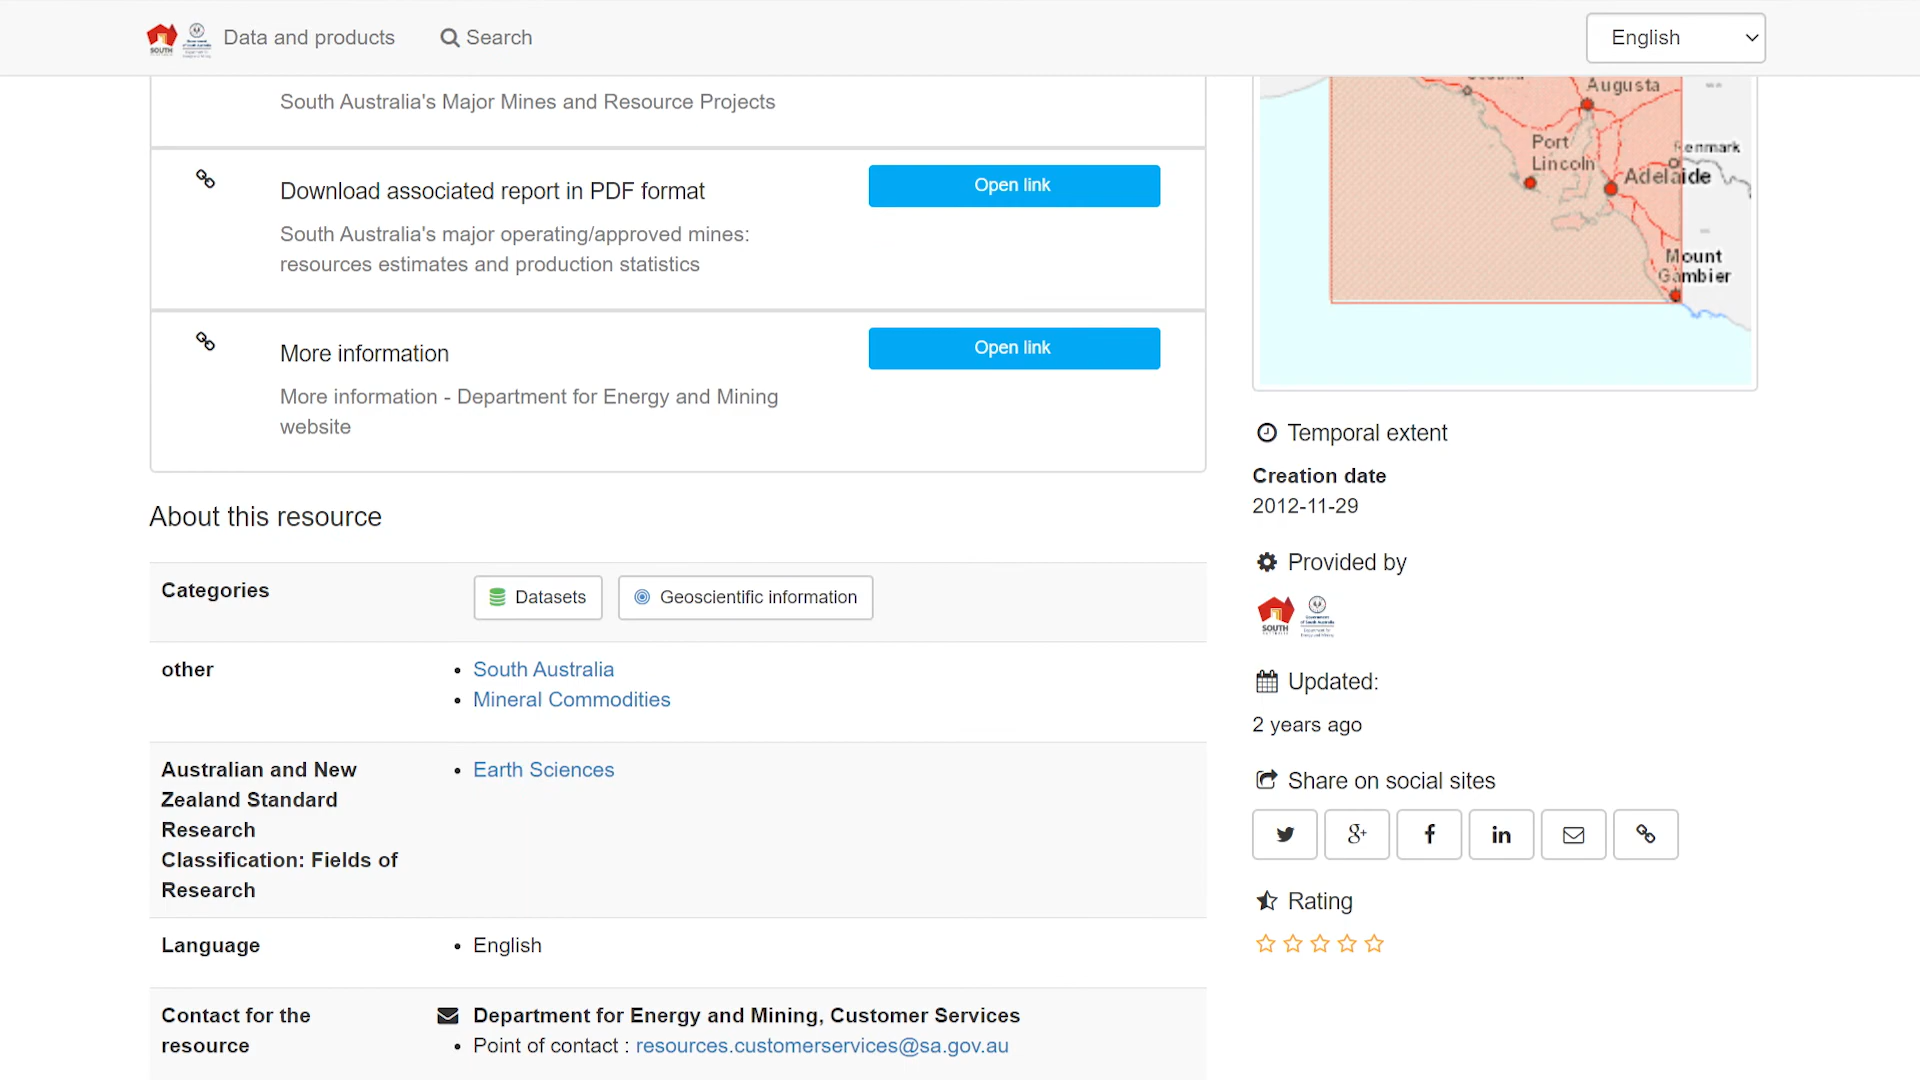 Data and products
Search
English
South Australia's Major Mines and Resource Projects
Download associated report in PDF format
Open link
South Australia's major operating/approved mines:
resources estimates and production statistics
More information
Open link
More information - Department for Energy and Mining
website
About this resource
Categories
Datasets
Geoscientific information
other
• South Australia
• Mineral Commodities
Australian and New
Zealand Standard
Research
Classification: Fields of
Research
• Earth Sciences
Language
• English
Contact for the
resource
Department for Energy and Mining, Customer Services
• Point of contact : resources.customerservices@sa.gov.au
Augusta
Port
Lincoln
Renmark
Adelaide
Mount
Gambier
Temporal extent
Creation date
2012-11-29
Provided by
SOUTH
Updated:
2 years ago
Share on social sites
Rating